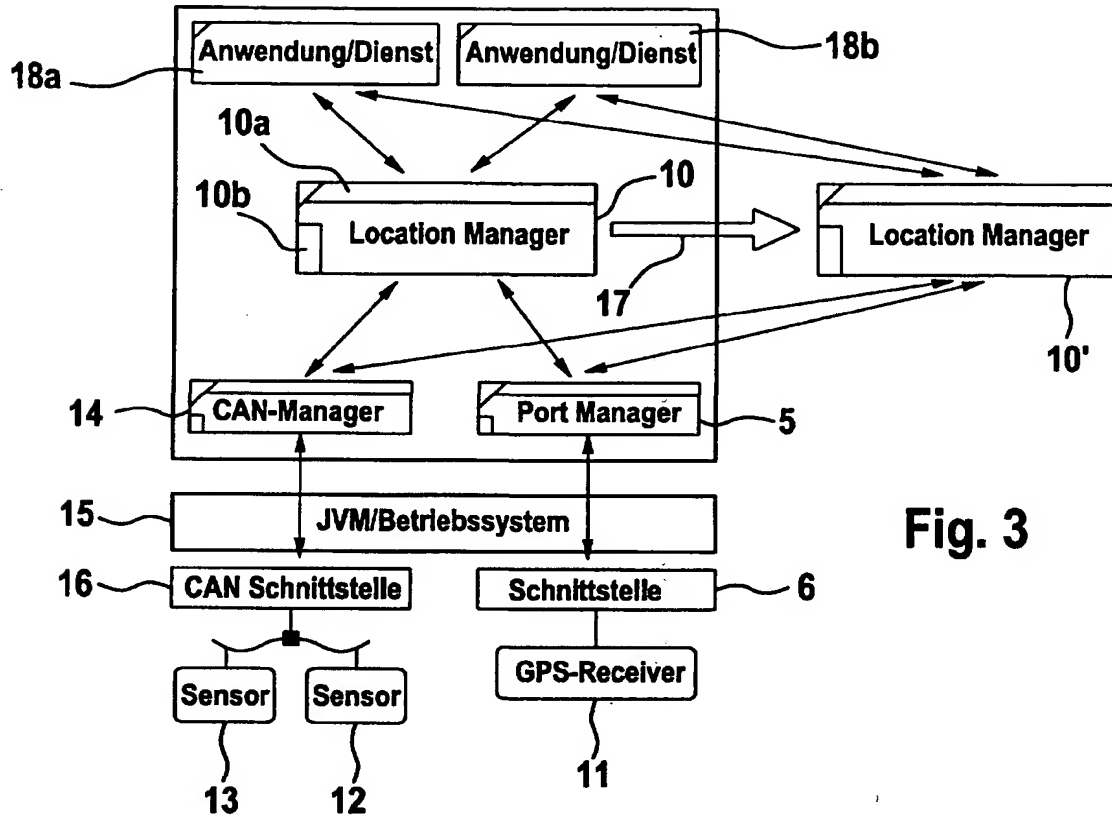 Anwendung/Dienst
Anwendung/Dienst
18b
18a
10a
10
10b
Location Manager
Location Manager
17
10'
14
CAN-Manager
Port Manager
5
15
JVM/Betriebssystem
Fig. 3
16
CAN Schnittstelle
Schnittstelle
6
Sensor
Sensor
GPS-Receiver
13
12
11